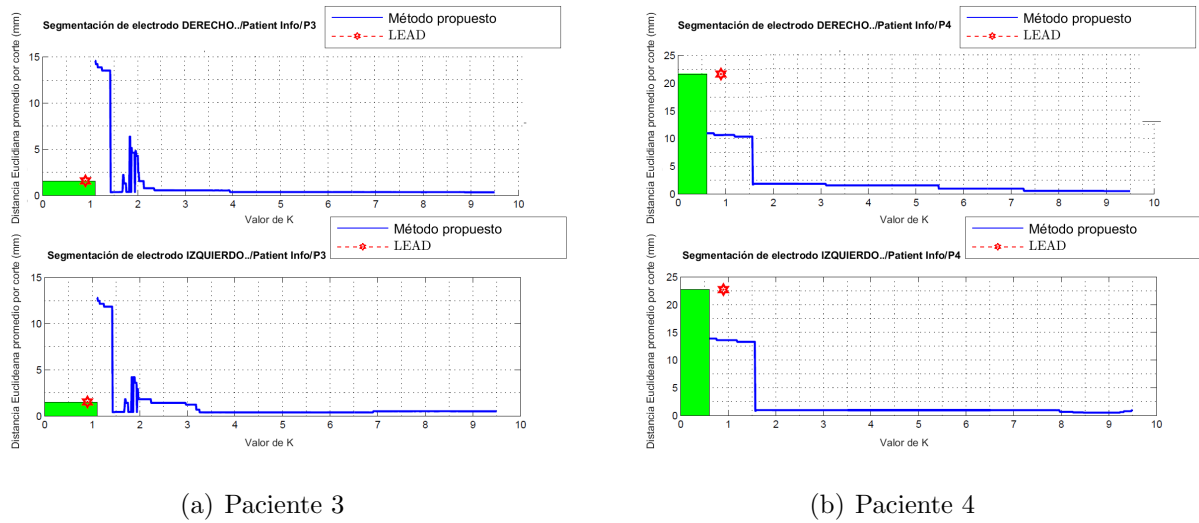 Segmentación de electrodo DERECHO../Patient Info/P3
Método propuesto
LEAD
Distancia Euclidiana promedio por corte (mm)
15
10
5
0
0 1 2 3 4 5 6 7 8 9 10
Valor de K
Segmentación de electrodo IZQUIERDO../Patient Info/P3
Método propuesto
LEAD
Distancia Euclídeana promedio por corte (mm)
15
10
5
0
0 1 2 3 4 5 6 7 8 9 10
Valor de K
(a) Paciente 3
Segmentación de electrodo DERECHO../Patient Info/P4
Método propuesto
LEAD
Distancia Euclidiana promedio por corte (mm)
25
20
15
10
5
0
0 1 2 3 4 5 6 7 8 9 10
Valor de K
Segmentación de electrodo IZQUIERDO../Patient Info/P4
Método propuesto
LEAD
Distancia Euclídeana promedio por corte (mm)
25
20
15
10
5
0
0 1 2 3 4 5 6 7 8 9 10
Valor de K
(b) Paciente 4